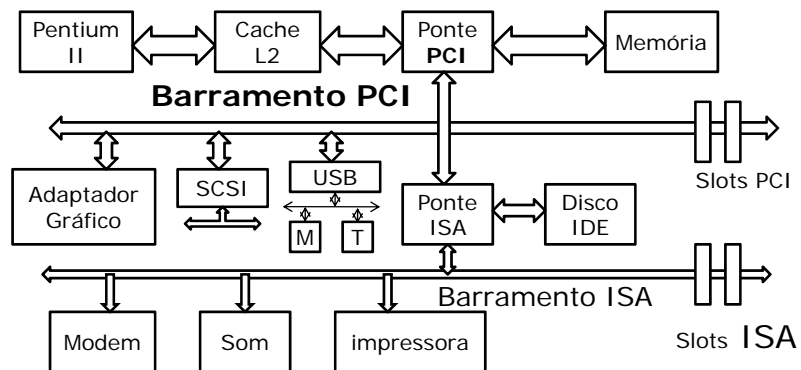 Pentium
II
Cache
L2
Ponte
PCI
Memória
Barramento PCI
Slots PCI
Adaptador
Gráfico
SCSI
USB
M
T
Ponte
ISA
Disco
IDE
Barramento ISA
Slots ISA
Modem
Som
impressora